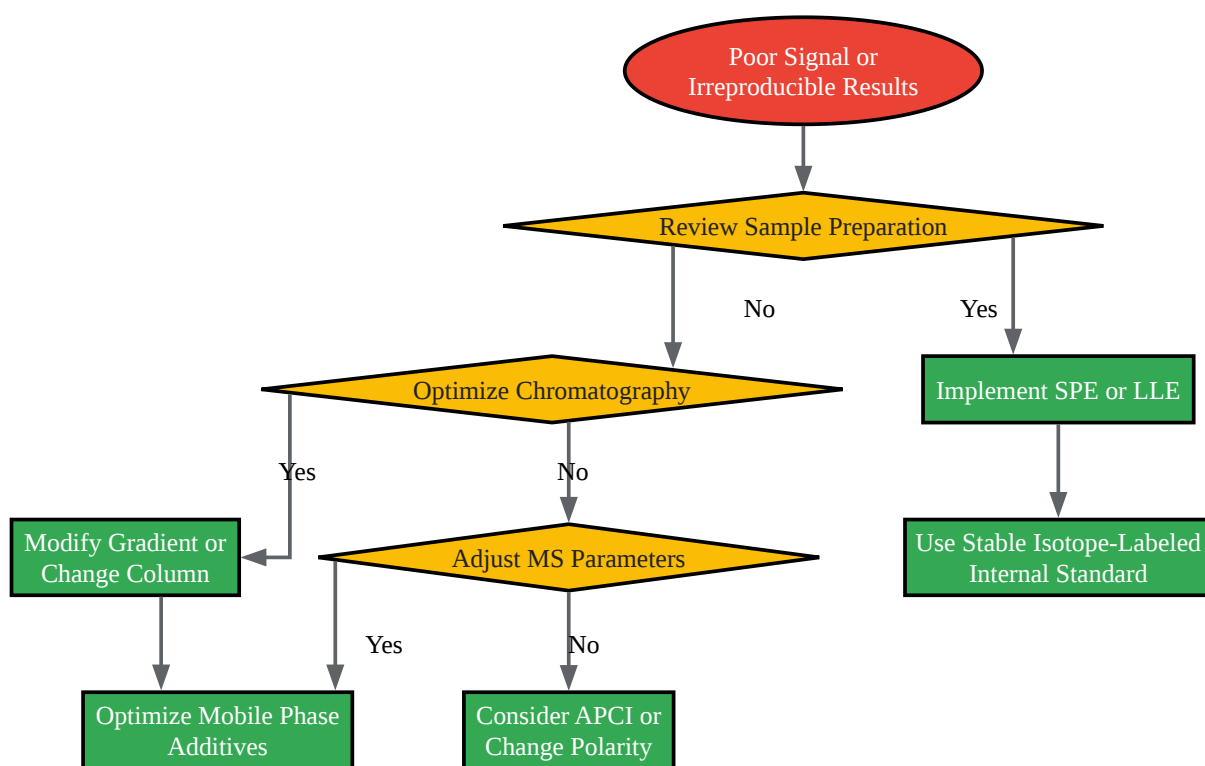 Poor Signal or
Irreproducible Results
Review Sample Preparation
No
Yes
Optimize Chromatography
Implement SPE or LLE
Yes
No
Modify Gradient or
Change Column
Adjust MS Parameters
Use Stable Isotope-Labeled
Internal Standard
Yes
No
Optimize Mobile Phase
Additives
Consider APCI or
Change Polarity